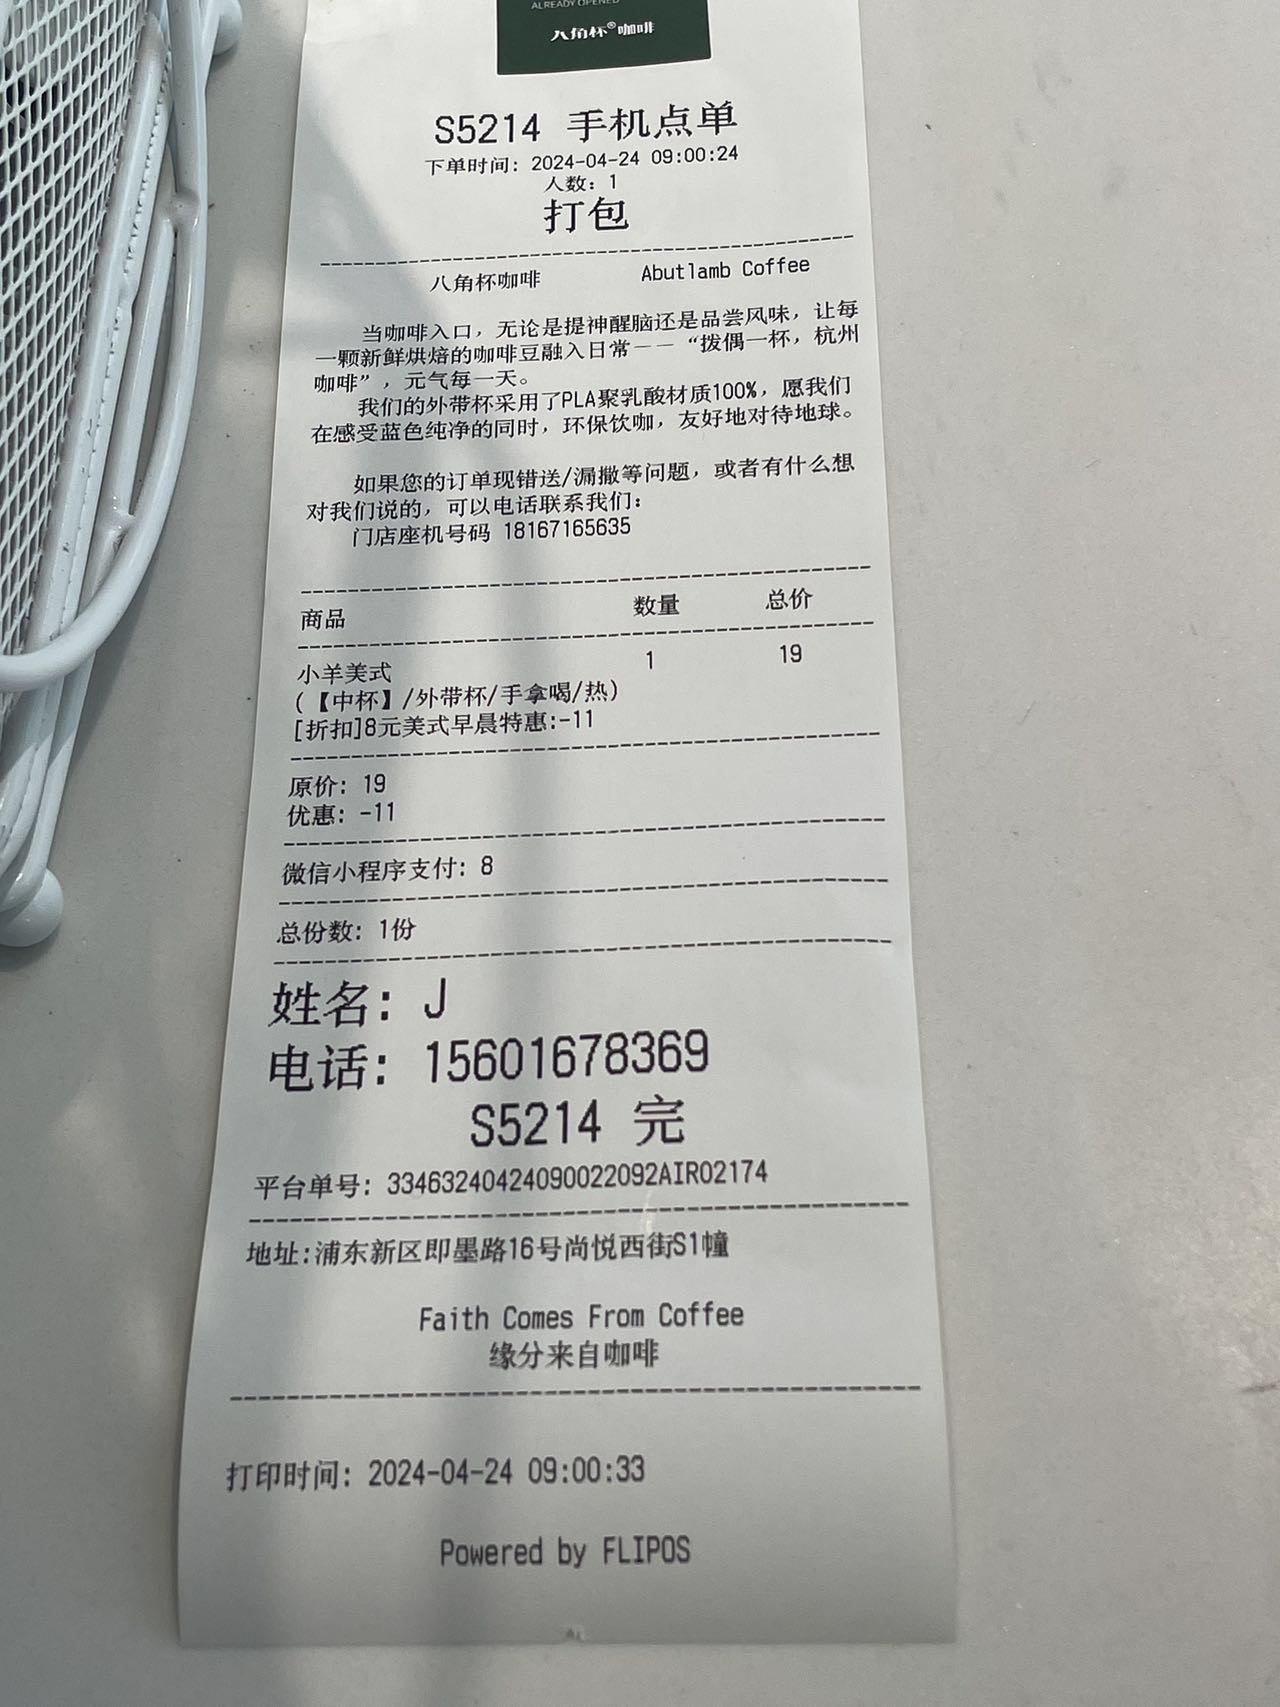 ALREADY OPENED
八角杯®咖啡
S5214 手机点单
下单时间: 2024-04-24 09:00:24
人数: 1
打包
八角杯咖啡 Abutlamb Coffee
当咖啡入口，无论是提神醒脑还是品尝风味，让每
一颗新鲜烘焙的咖啡豆融入日常——“拨偶一杯，杭州
咖啡”，元气每一天。
我们的外带杯采用了PLA聚乳酸材质100%，愿我们
在感受蓝色纯净的同时，环保饮咖，友好地对待地球。
如果您的订单现错送/漏撒等问题，或者有什么想
对我们说的，可以电话联系我们:
门店座机号码 18167165635
商品 数量 总价
小羊美式 1 19
(【中杯】/外带杯/手拿喝/热)
[折扣]8元美式早晨特惠:-11
原价: 19
优惠: -11
微信小程序支付: 8
总份数: 1份
姓名: J
电话: 15601678369
S5214 完
平台单号: 33463240424090022092AIR02174
地址:浦东新区即墨路16号尚悦西街S1幢
Faith Comes From Coffee
缘分来自咖啡
打印时间: 2024-04-24 09:00:33
Powered by FLIPOS